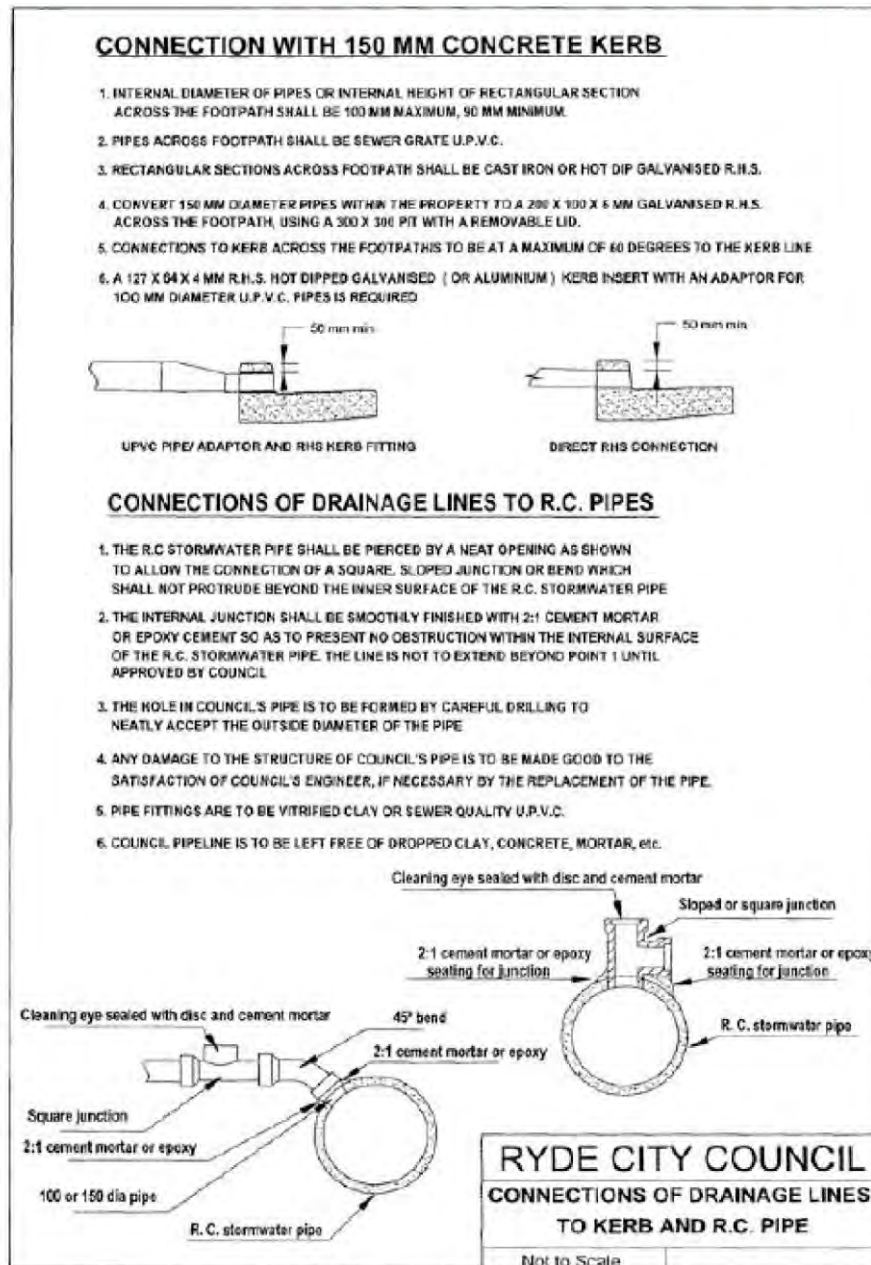 CONNECTION WITH 150 MM CONCRETE KERB
1. INTERNAL DIAMETER OF PIPES OR INTERNAL HEIGHT OF RECTANGULAR SECTION
ACROSS THE FOOTPATH SHALL BE 100 MM MAXIMUM, 90 MM MINIMUM.
2. PIPES ACROSS FOOTPATH SHALL BE SEWER GRATE U.P.V.C.
3. RECTANGULAR SECTIONS ACROSS FOOTPATH SHALL BE CAST IRON OR HOT DIP GALVANISED R.H.S.
4. CONVERT 150 MM DIAMETER PIPES WITHIN THE PROPERTY TO A 200 X 100 X 6 MM GALVANISED R.H.S.
ACROSS THE FOOTPATH, USING A 300 X 300 PIT WITH A REMOVABLE LID.
5. CONNECTIONS TO KERB ACROSS THE FOOTPATHIS TO BE AT A MAXIMUM OF 60 DEGREES TO THE KERB LINE
6. A 127 X 64 X 4 MM R.H.S. HOT DIPPED GALVANISED ( OR ALUMINIUM ) KERB INSERT WITH AN ADAPTOR FOR
100 MM DIAMETER U.P.V.C. PIPES IS REQUIRED
50 mm min
50 mm min
UPVC PIPE/ ADAPTOR AND RHS KERB FITTING
DIRECT RHS CONNECTION
CONNECTIONS OF DRAINAGE LINES TO R.C. PIPES
1. THE R.C STORMWATER PIPE SHALL BE PIERCED BY A NEAT OPENING AS SHOWN
TO ALLOW THE CONNECTION OF A SQUARE, SLOPED JUNCTION OR BEND WHICH
SHALL NOT PROTRUDE BEYOND THE INNER SURFACE OF THE R.C. STORMWATER PIPE
2. THE INTERNAL JUNCTION SHALL BE SMOOTHLY FINISHED WITH 2:1 CEMENT MORTAR
OR EPOXY CEMENT SO AS TO PRESENT NO OBSTRUCTION WITHIN THE INTERNAL SURFACE
OF THE R.C. STORMWATER PIPE. THE LINE IS NOT TO EXTEND BEYOND POINT 1 UNTIL
APPROVED BY COUNCIL
3. THE HOLE IN COUNCIL'S PIPE IS TO BE FORMED BY CAREFUL DRILLING TO
NEATLY ACCEPT THE OUTSIDE DIAMETER OF THE PIPE
4. ANY DAMAGE TO THE STRUCTURE OF COUNCIL'S PIPE IS TO BE MADE GOOD TO THE
SATISFACTION OF COUNCIL'S ENGINEER, IF NECESSARY BY THE REPLACEMENT OF THE PIPE.
5. PIPE FITTINGS ARE TO BE VITRIFIED CLAY OR SEWER QUALITY U.P.V.C.
6. COUNCIL PIPELINE IS TO BE LEFT FREE OF DROPPED CLAY, CONCRETE, MORTAR, etc.
Cleaning eye sealed with disc and cement mortar
Sloped or square junction
2:1 cement mortar or epoxy
sealing for junction
2:1 cement mortar or epoxy
sealing for junction
R. C. stormwater pipe
Cleaning eye sealed with disc and cement mortar
45° bend
2:1 cement mortar or epoxy
Square junction
2:1 cement mortar or epoxy
100 or 150 dia pipe
R. C. stormwater pipe
RYDE CITY COUNCIL
CONNECTIONS OF DRAINAGE LINES
TO KERB AND R.C. PIPE
Not to Scale